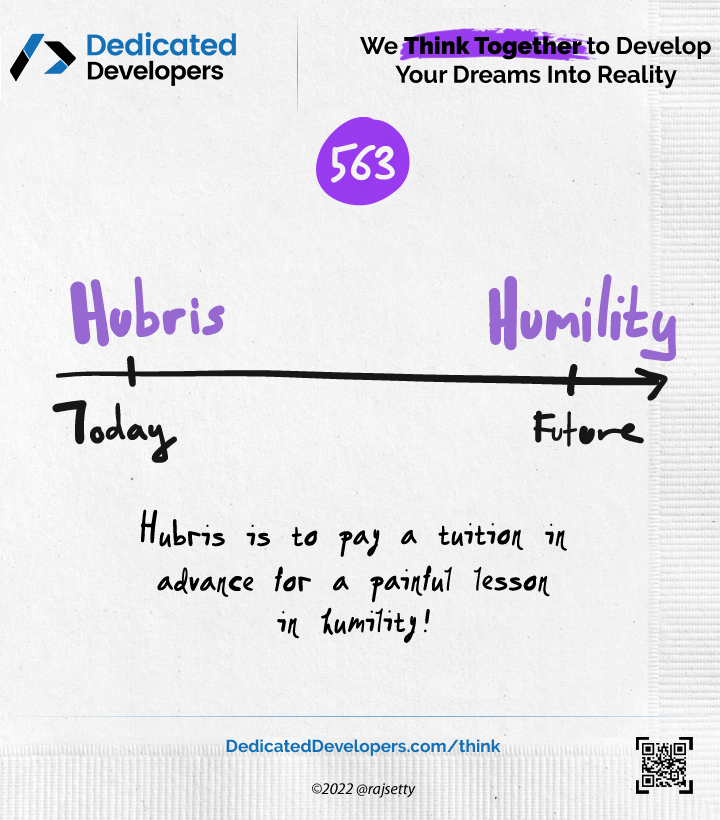 Dedicated
Developers
We Think Together to Develop
Your Dreams Into Reality
563
Hubris
Humility
Today
Future
Hubris is to pay a tuition in
advance for a painful lesson
in humility!
DedicatedDevelopers.com/think
©2022 @rajsetty